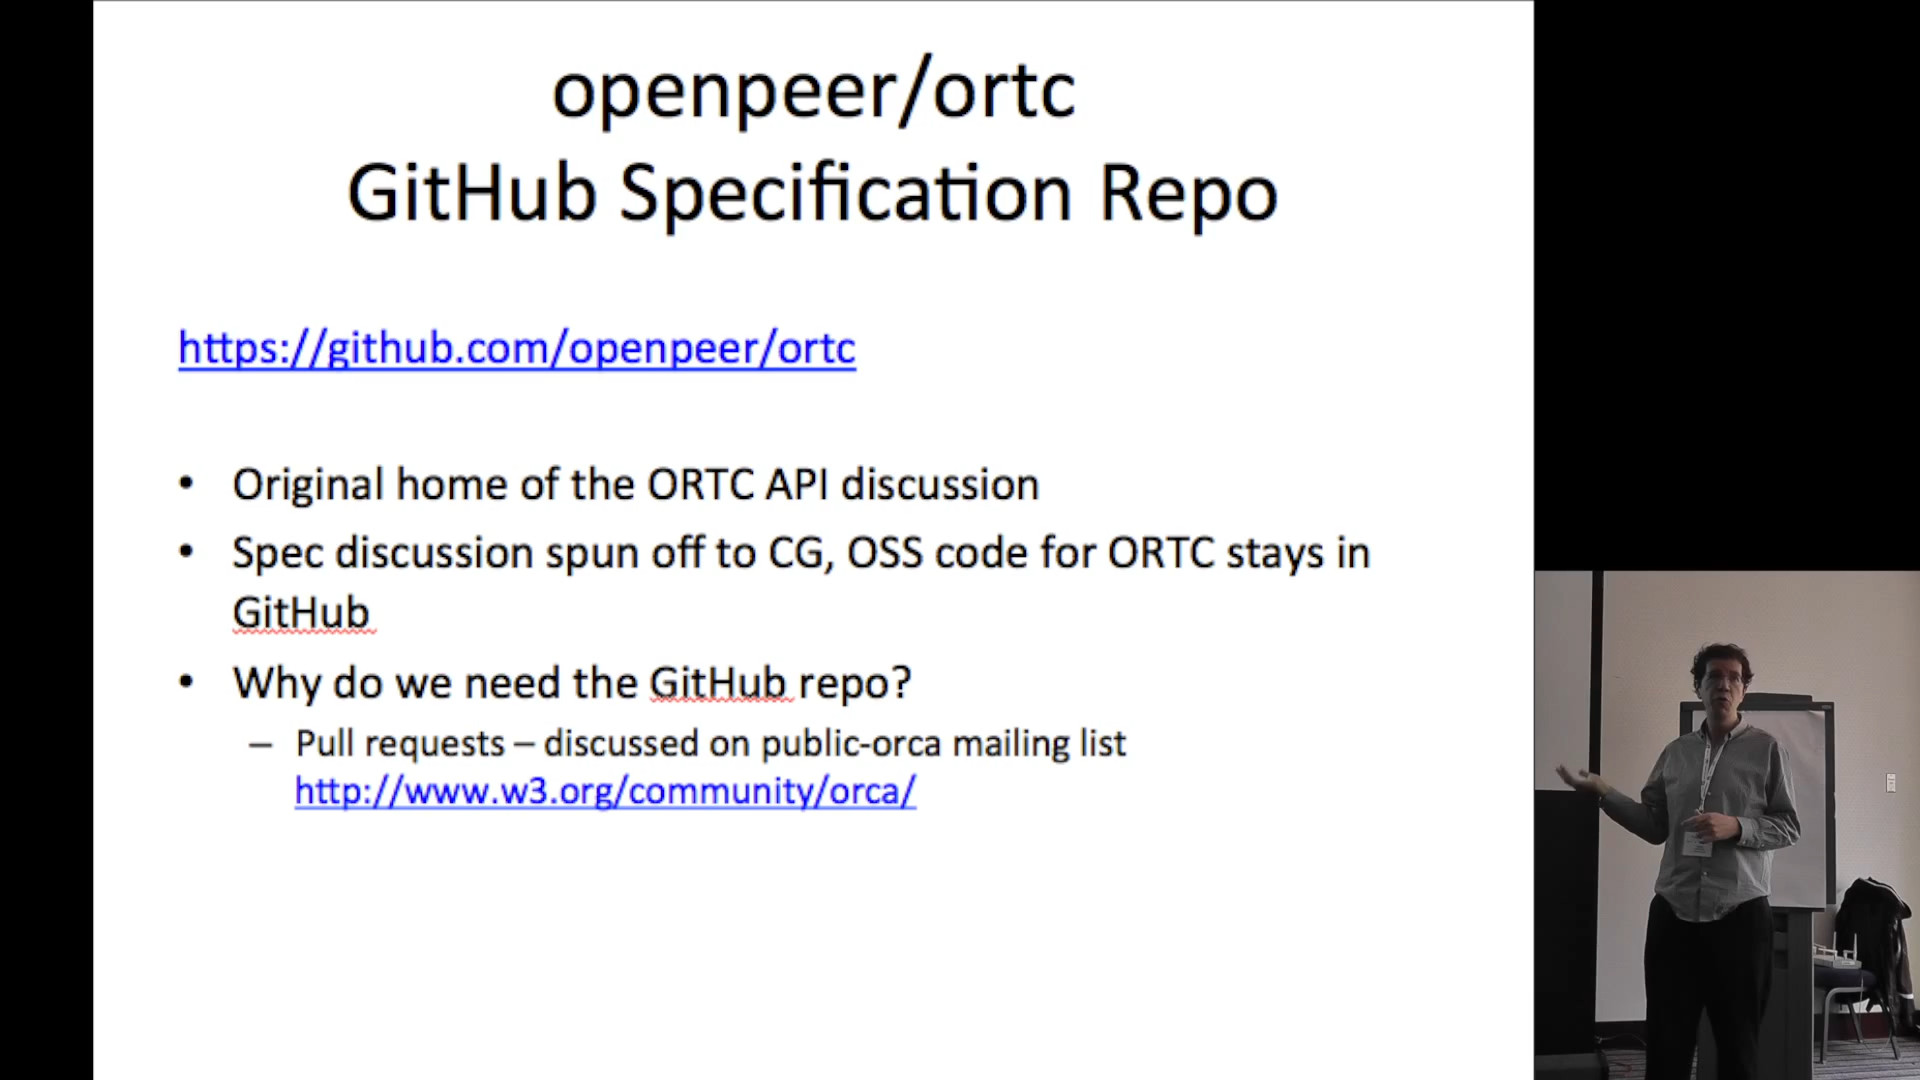 openpeer/ortc
GitHub Specification Repo
https://github.com/openpeer/ortc
• Original home of the ORTC API discussion
• Spec discussion spun off to CG, OSS code for ORTC stays in
GitHub
• Why do we need the GitHub repo?
– Pull requests – discussed on public-orca mailing list
http://www.w3.org/community/orca/